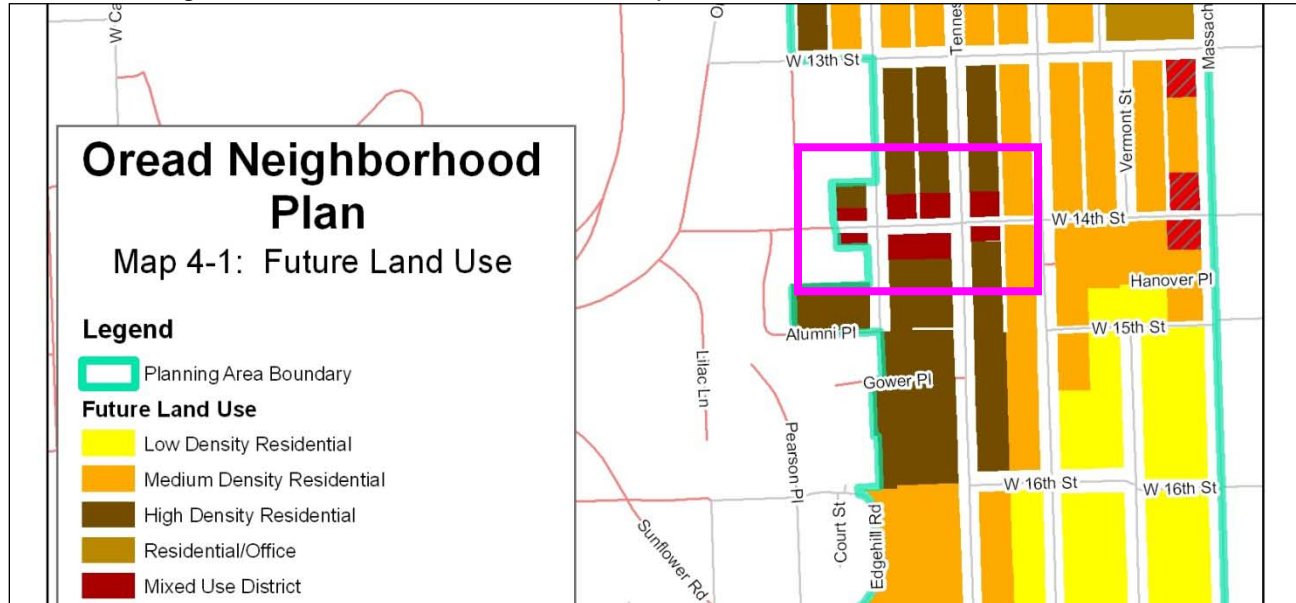 W Ca
Tennes
Massach
W 13th St
Vermont St
Oread Neighborhood
Plan
Map 4-1: Future Land Use
W 14th St
Hanover Pl
Legend
Planning Area Boundary
Alumni Pl
W 15th St
Lilac Ln
Gower Pl
Future Land Use
Low Density Residential
Medium Density Residential
Pearson Pl
W 16th St
W 16th St
High Density Residential
Court St
Edgehill Rd
Residential/Office
Sunflower Rd
Mixed Use District